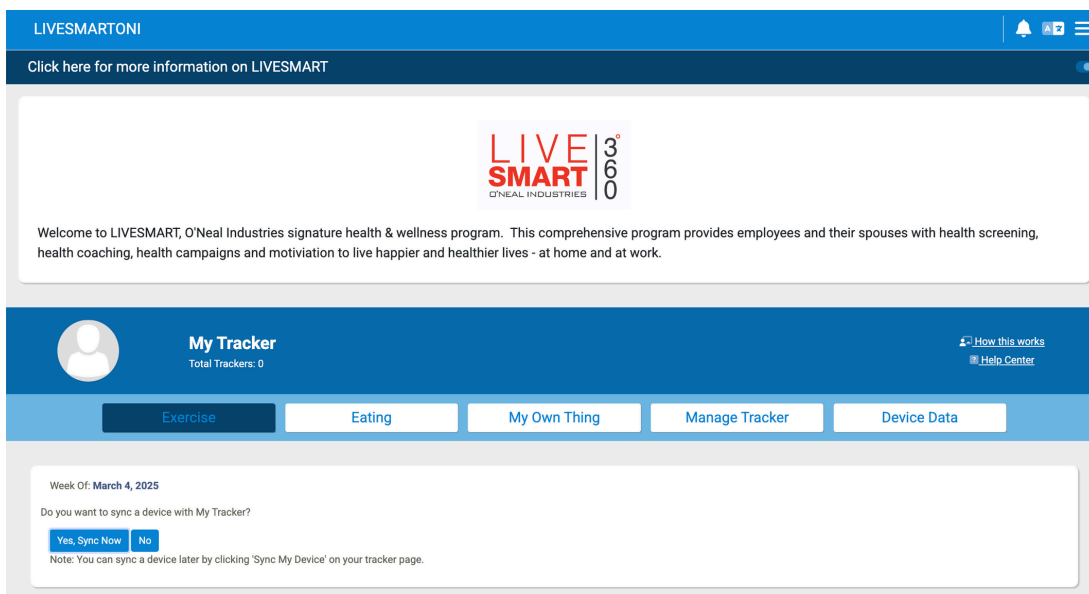 LIVESMARTONI
Click here for more information on LIVESMART
LIVE
SMART
O'NEAL INDUSTRIES
360°
Welcome to LIVESMART, O'Neal Industries signature health & wellness program. This comprehensive program provides employees and their spouses with health screening,
health coaching, health campaigns and motiviation to live happier and healthier lives - at home and at work.
My Tracker
Total Trackers: 0
How this works
Help Center
Exercise
Eating
My Own Thing
Manage Tracker
Device Data
Week Of: March 4, 2025
Do you want to sync a device with My Tracker?
Yes, Sync Now
No
Note: You can sync a device later by clicking 'Sync My Device' on your tracker page.